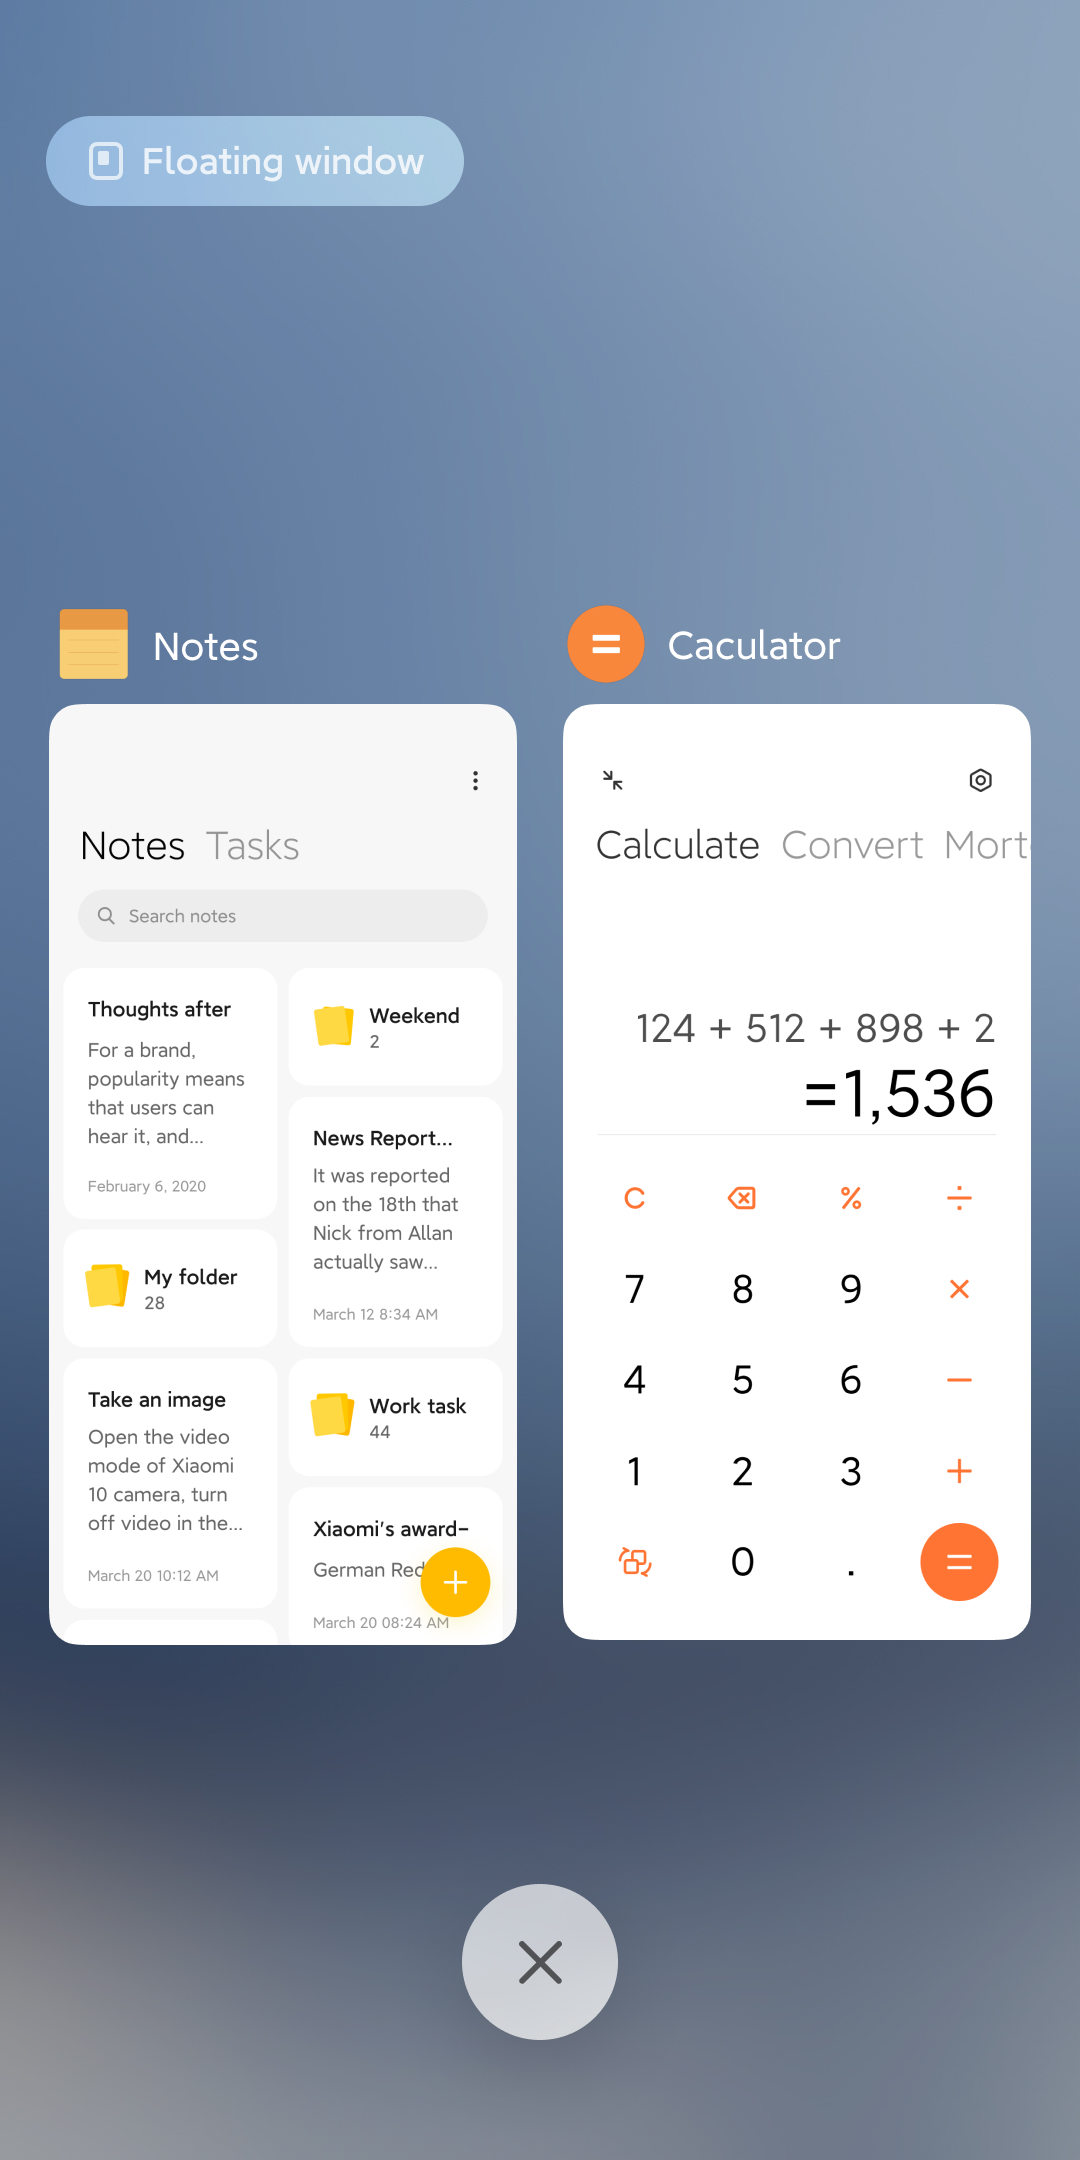 Floating window
Notes
Caculator
Notes Tasks
Search notes
Thoughts after
For a brand,
popularity means
that users can
hear it, and...
February 6, 2020
My folder
28
Take an image
Open the video
mode of Xiaomi
10 camera, turn
off video in the...
March 20 10:12 AM
Weekend
2
News Report...
It was reported
on the 18th that
Nick from Allan
actually saw...
March 12 8:34 AM
Work task
44
Xiaomi's award-
German Red
March 20 08:24 AM
Calculate Convert Mort
124 + 512 + 898 + 2
=1,536
C % ÷
7 8 9 ×
4 5 6 −
1 2 3 +
0 . =